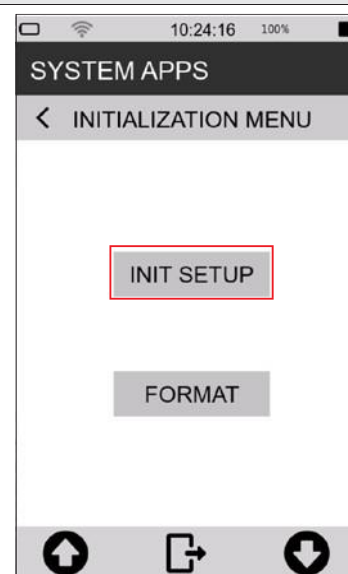 10:24:16 100%
SYSTEM APPS
INITIALIZATION MENU
INIT SETUP
FORMAT